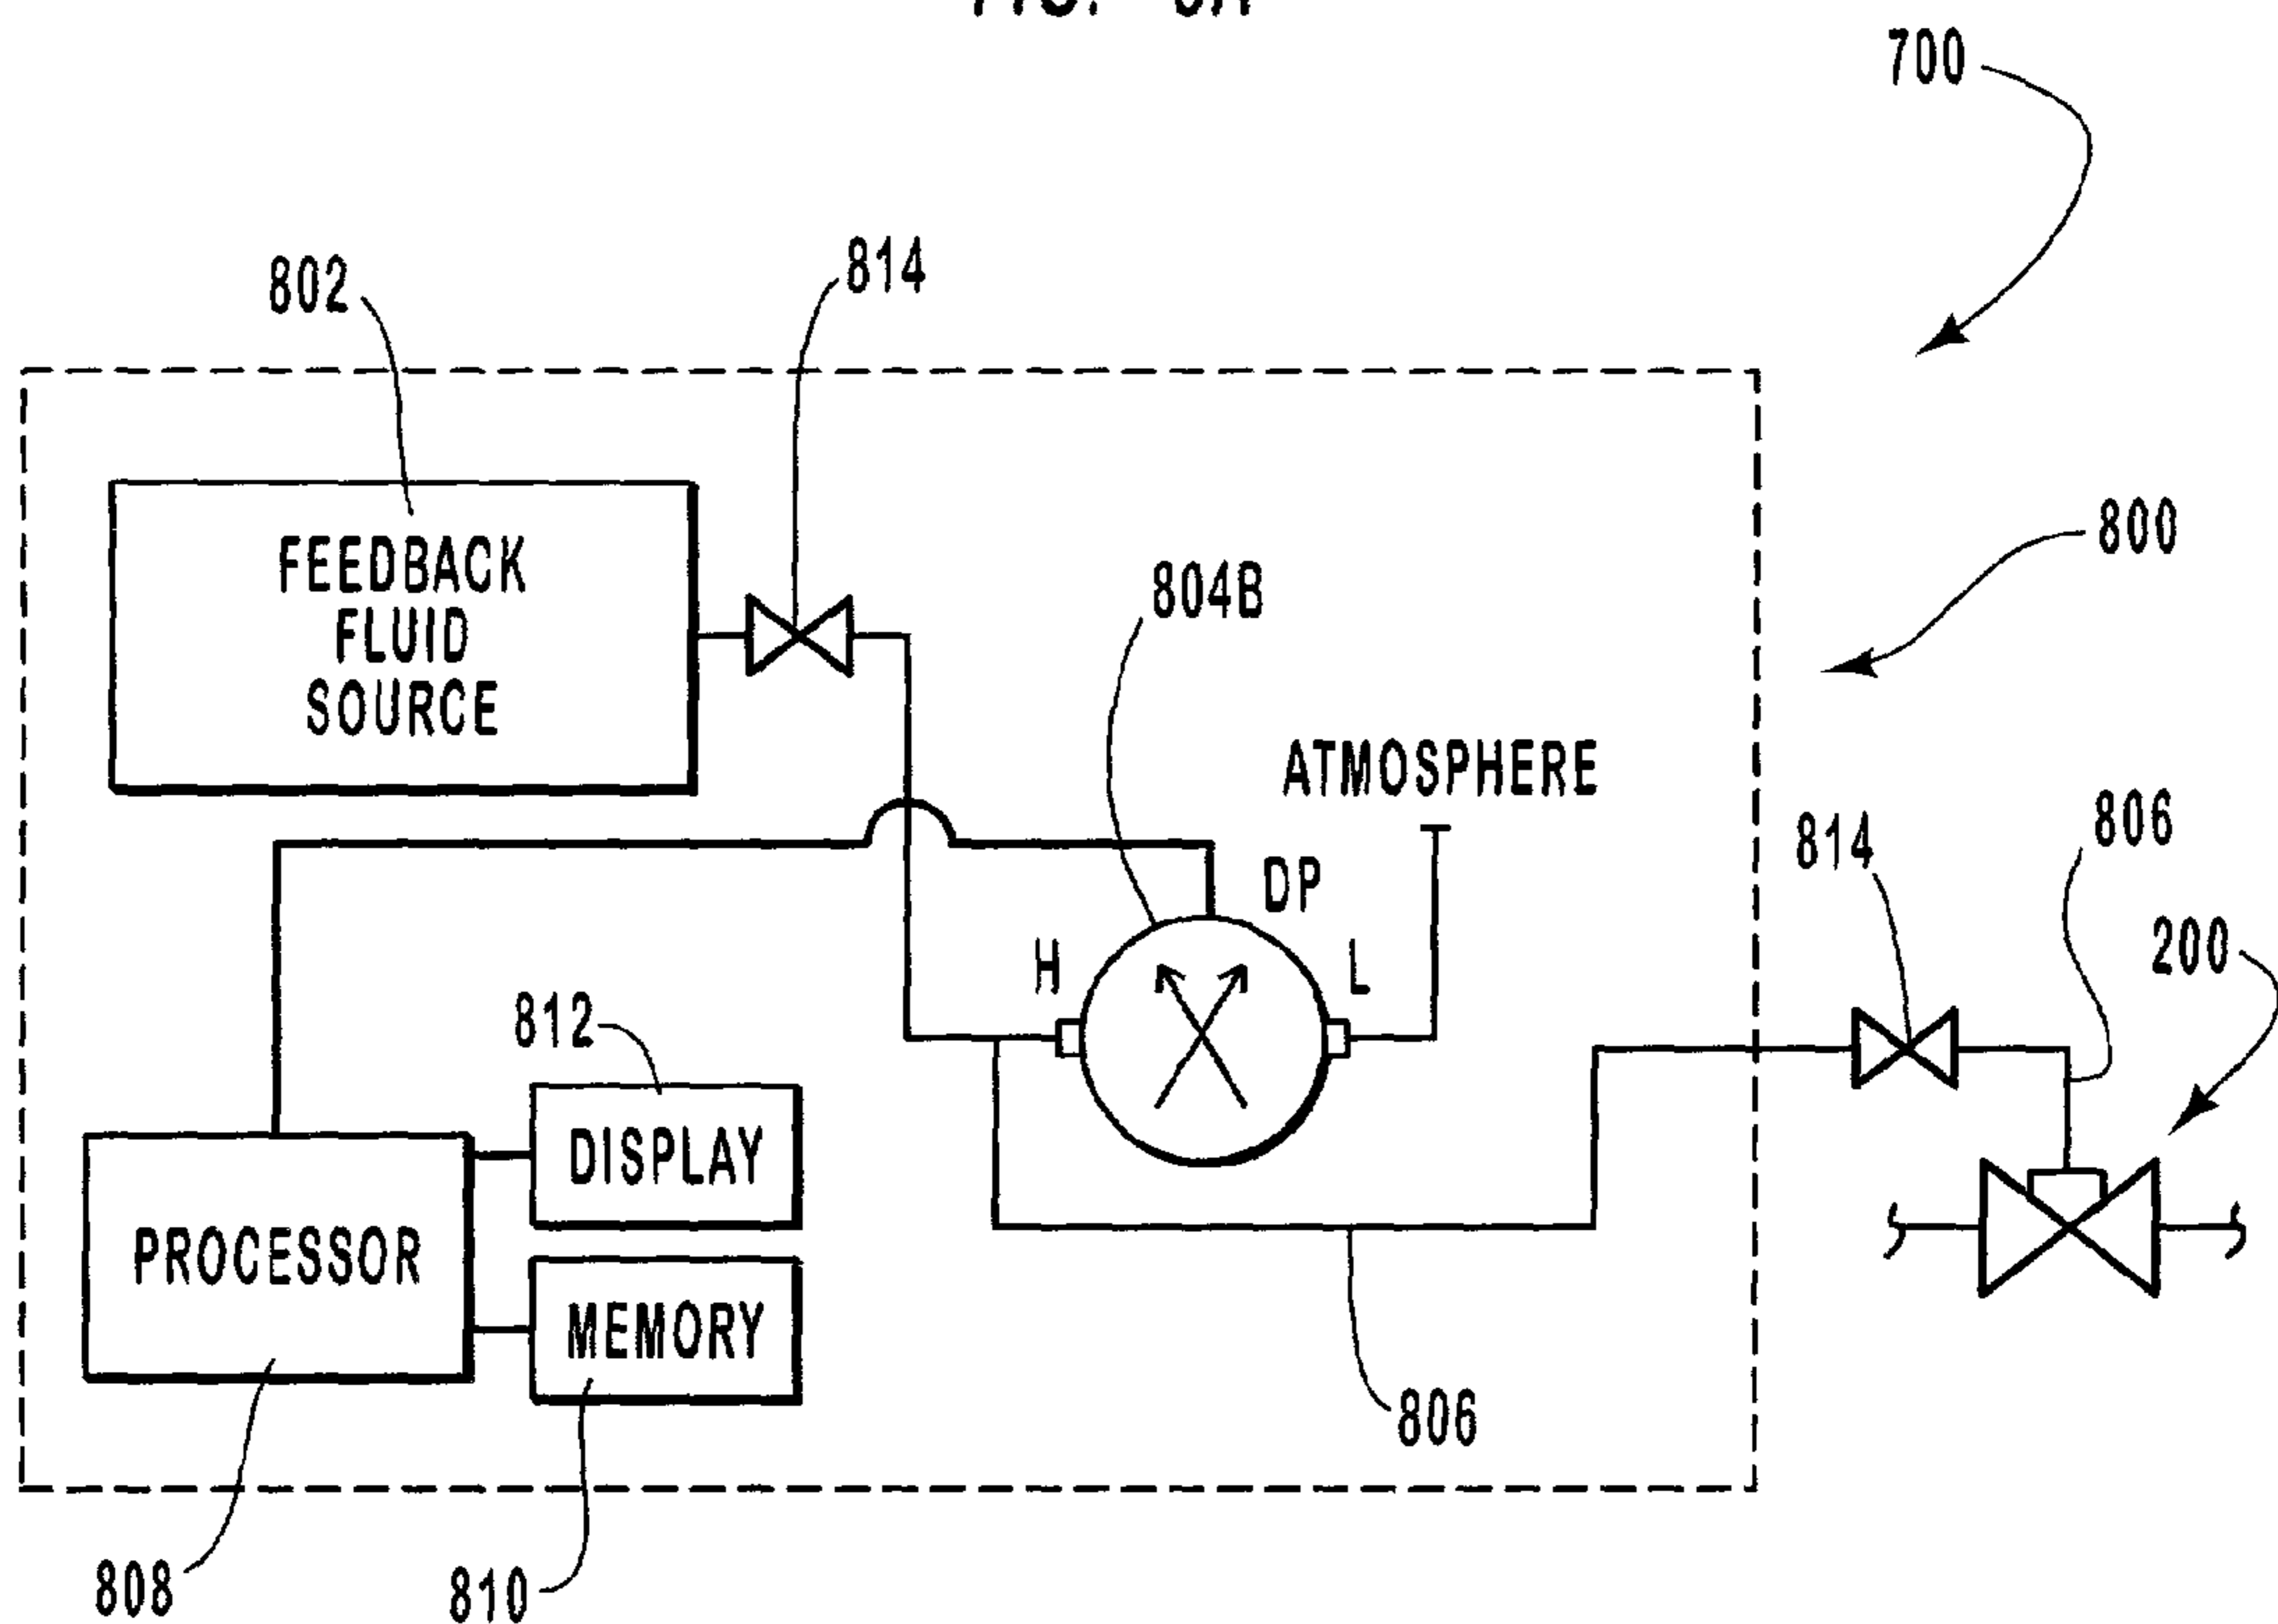 700
802
814
800
FEEDBACK
FLUID
SOURCE
804B
ATMOSPHERE
806
814
DP
200
H
L
812
DISPLAY
PROCESSOR
MEMORY
806
808
810